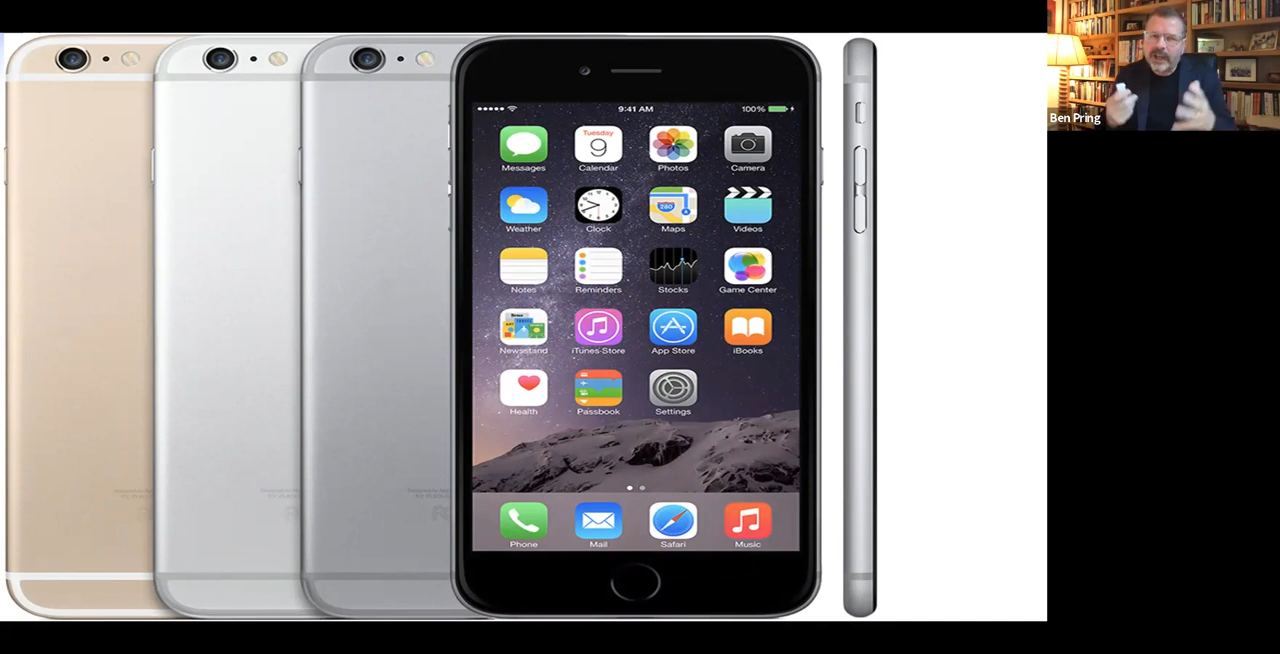 9:41 AM
100%
Messages
Tuesday
9
Calendar
Photos
Camera
Weather
Clock
280
Maps
Videos
Notes
Reminders
Stocks
Game Center
Newsstand
iTunes Store
App Store
iBooks
Health
Passbook
Settings
Phone
Mail
Safari
Music
Ben Pring